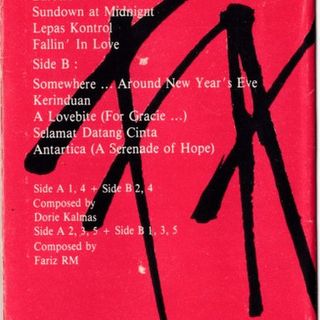 Sundown at Midnight
Lepas Kontrol
Fallin' In Love
Side B :
Somewhere ... Around New Year's Eve
Kerinduan
A Lovebite (For Gracie ...)
Selamat Datang Cinta
Antartica (A Serenade of Hope)
Side A 1, 4 + Side B 2, 4
Composed by
Dorie Kalmas
Side A 2, 3, 5 + Side B 1, 3, 5
Composed by
Fariz RM